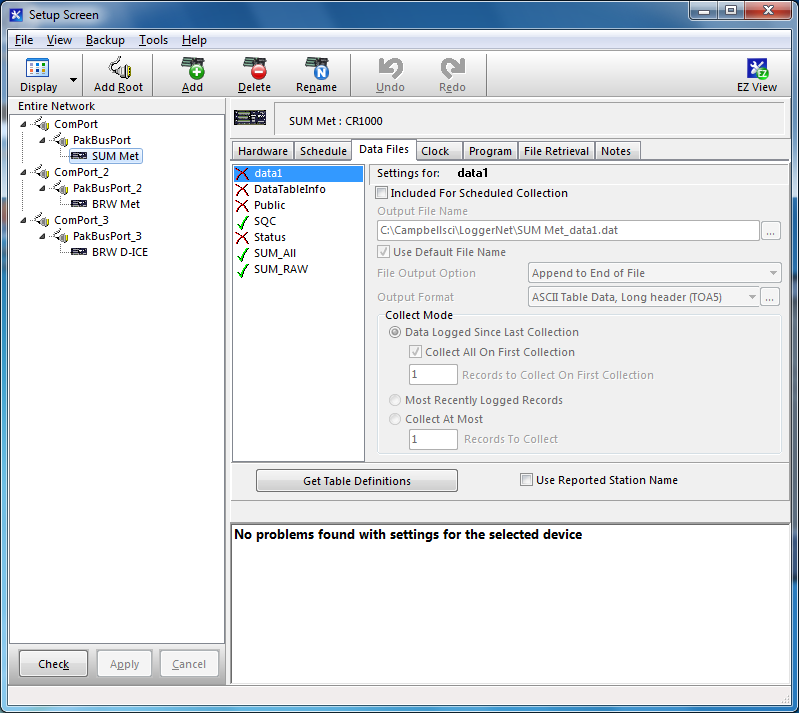 Setup Screen
File View Backup Tools Help
Display Add Root Add Delete Rename Undo Redo EZ View
Entire Network
ComPort
PakBusPort
SUM Met
ComPort_2
PakBusPort_2
BRW Met
ComPort_3
PakBusPort_3
BRW D-ICE
Check Apply Cancel
SUM Met : CR1000
Hardware Schedule Data Files Clock Program File Retrieval Notes
data1
DataTableInfo
Public
SQC
Status
SUM_All
SUM_RAW
Settings for: data1
Included For Scheduled Collection
Output File Name
C:\Campbellsci\LoggerNet\SUM Met_data1.dat ...
Use Default File Name
File Output Option Append to End of File
Output Format ASCII Table Data, Long header (TOA5) ...
Collect Mode
Data Logged Since Last Collection
Collect All On First Collection
1 Records to Collect On First Collection
Most Recently Logged Records
Collect At Most
1 Records To Collect
Get Table Definitions Use Reported Station Name
No problems found with settings for the selected device